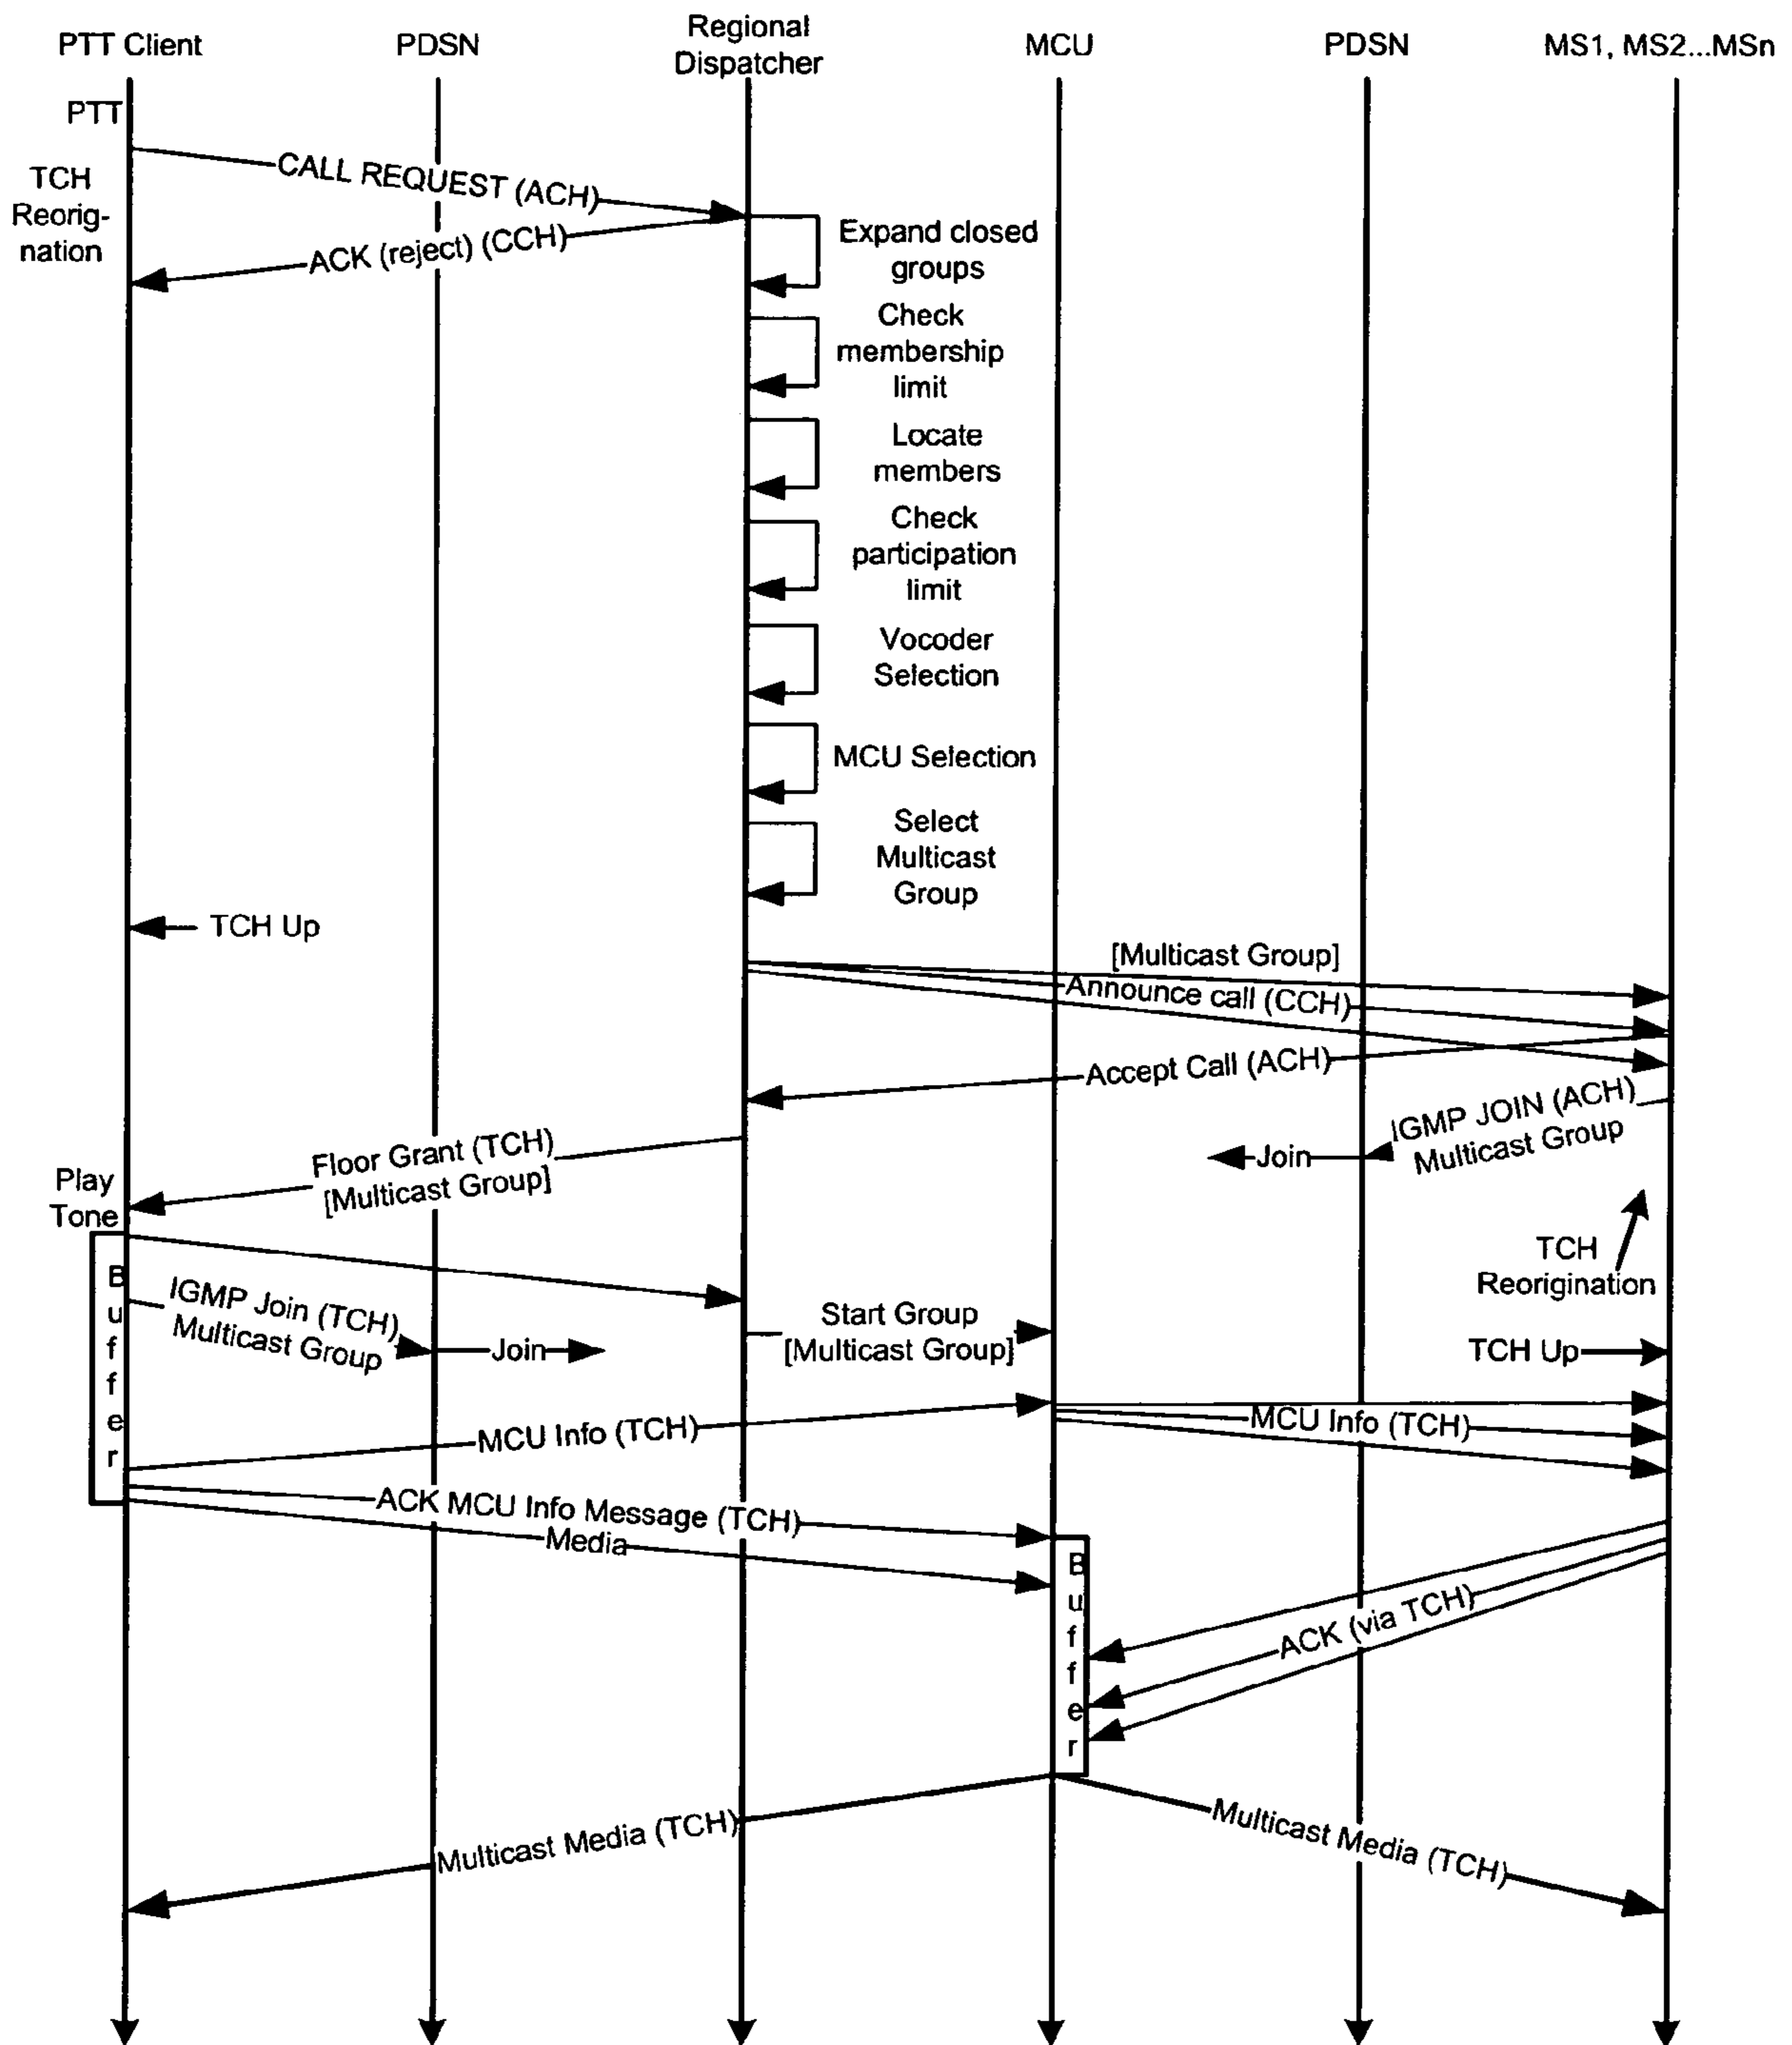 PTT Client
PDSN
Regional
Dispatcher
MCU
PDSN
MS1, MS2...MSn
PTT
TCH
Reorig-
nation
CALL REQUEST (ACH)
ACK (reject) (CCH)
Expand closed
groups
Check
membership
limit
Locate
members
Check
participation
limit
Vocoder
Selection
MCU Selection
Select
Multicast
Group
TCH Up
[Multicast Group]
Announce call (CCH)
Accept Call (ACH)
IGMP JOIN (ACH)
Multicast Group
Join
Floor Grant (TCH)
[Multicast Group]
Play
Tone
TCH
Reorigination
Buffer
IGMP Join (TCH)
Multicast Group
Join
Start Group
[Multicast Group]
TCH Up
MCU Info (TCH)
MCU Info (TCH)
ACK MCU Info Message (TCH)
Media
Buffer
ACK (via TCH)
Multicast Media (TCH)
Multicast Media (TCH)